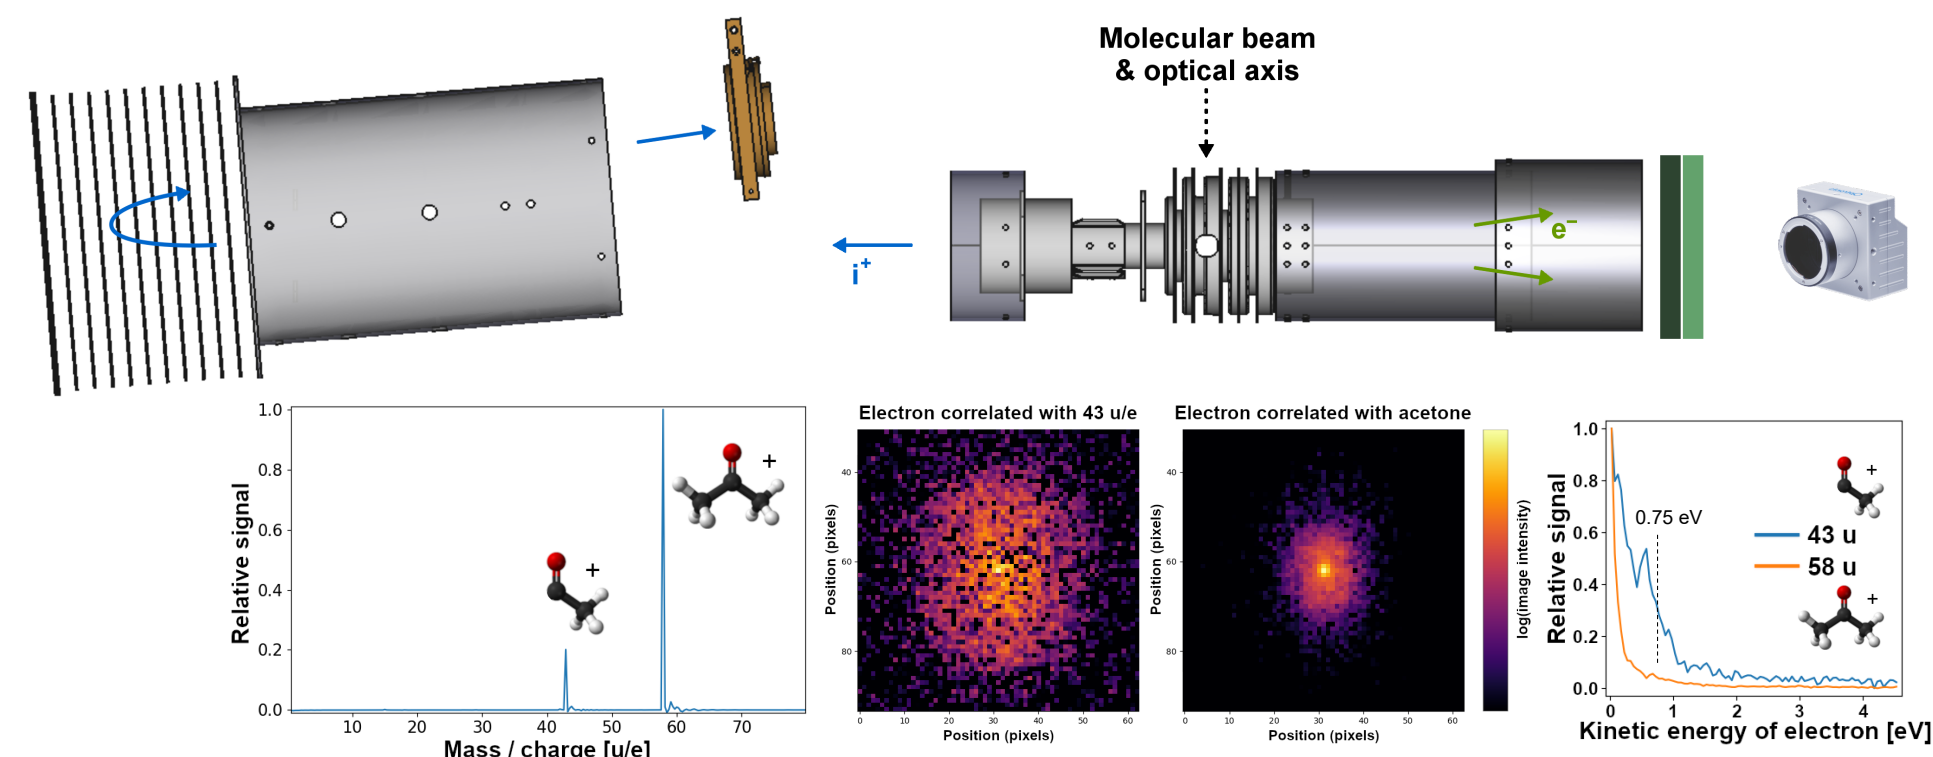 Molecular beam
& optical axis
i+
e−
Relative signal
1.0
0.8
0.6
0.4
0.2
0.0
+
+
10
20
30
40
50
60
70
Mass / charge [u/e]
Electron correlated with 43 u/e
Position (pixels)
40
60
80
0
10
20
30
40
50
60
Position (pixels)
Electron correlated with acetone
Position (pixels)
40
60
80
0
10
20
30
40
50
60
Position (pixels)
log(image intensity)
Relative signal
1.0
0.8
0.6
0.4
0.2
0.0
0.75 eV
+
43 u
58 u
+
0
1
2
3
4
Kinetic energy of electron [eV]